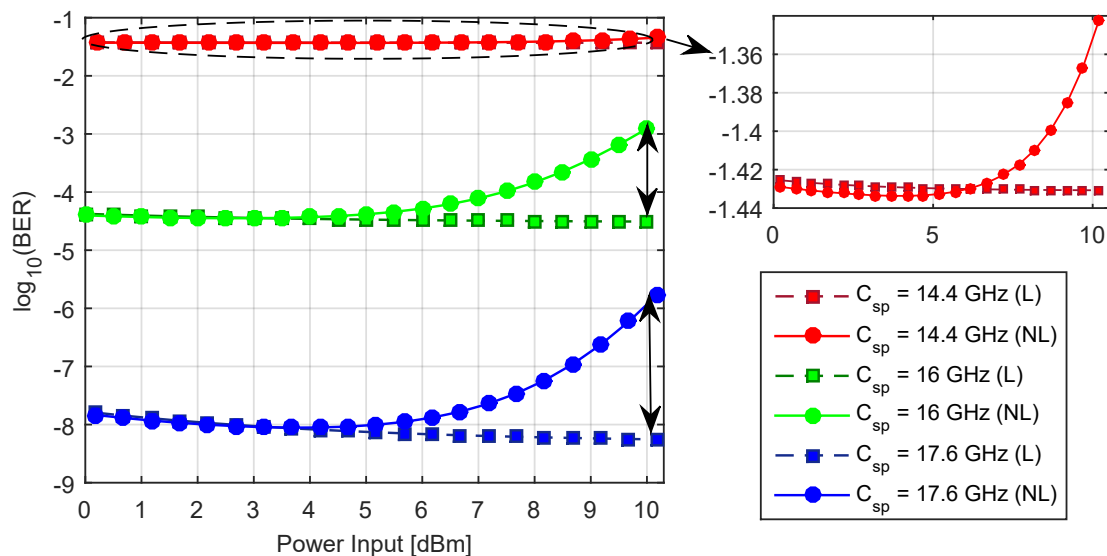 -1
-2
-3
-4
-5
-6
-7
-8
-9
log10(BER)
0 1 2 3 4 5 6 7 8 9 10
Power Input [dBm]
-1.36
-1.38
-1.4
-1.42
-1.44
0 5 10
Csp = 14.4 GHz (L)
Csp = 14.4 GHz (NL)
Csp = 16 GHz (L)
Csp = 16 GHz (NL)
Csp = 17.6 GHz (L)
Csp = 17.6 GHz (NL)